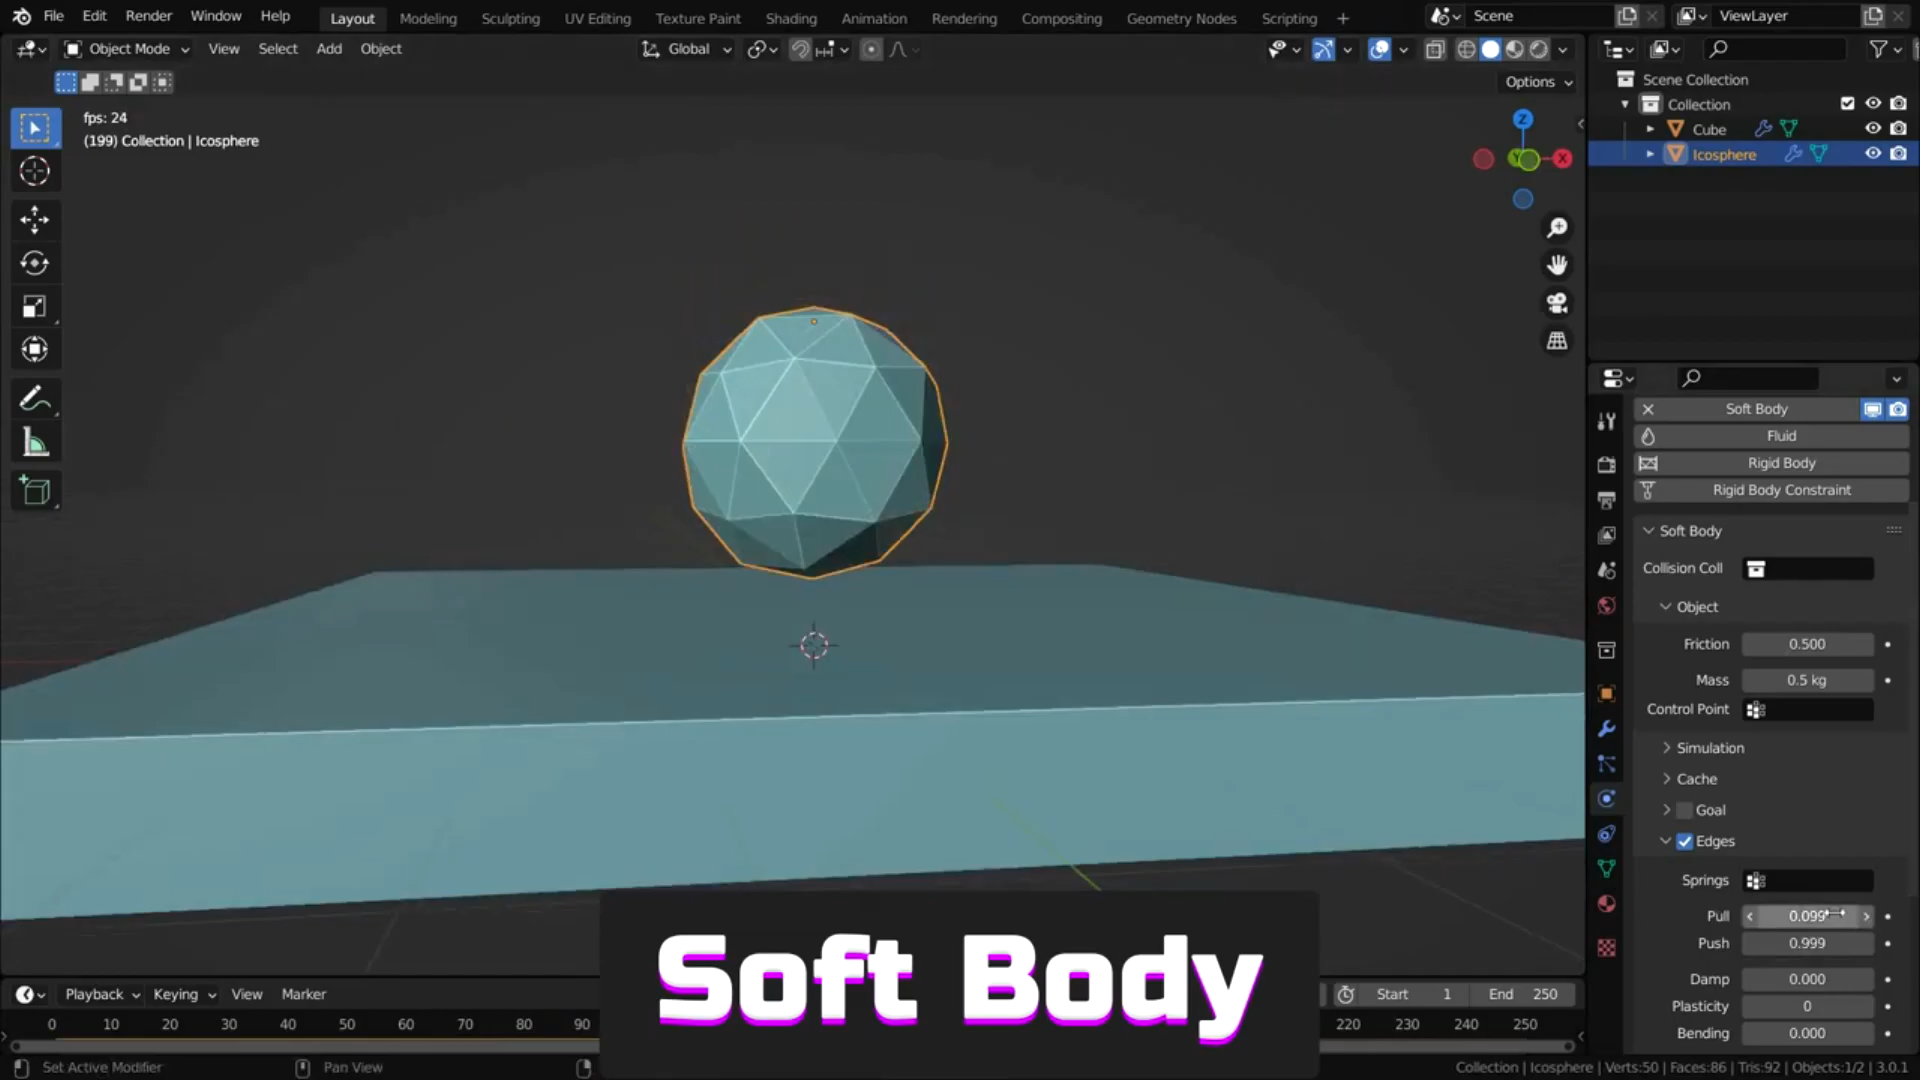 File Edit Render Window Help Layout Modeling Sculpting UV Editing Texture Paint Shading Animation Rendering Compositing Geometry Nodes Scripting + Scene ViewLayer
Object Mode View Select Add Object Global
Options
Scene Collection
Collection
Cube
Icosphere
fps: 24
(199) Collection | Icosphere
Z
X
Soft Body
Fluid
Rigid Body
Rigid Body Constraint
Soft Body
Collision Coll
Object
Friction 0.500
Mass 0.5 kg
Control Point
Simulation
Cache
Goal
Edges
Springs
Pull 0.099
Push 0.999
Damp 0.000
Plasticity 0
Bending 0.000
Soft Body
Playback Keying View Marker Start 1 End 250
0 10 20 30 40 50 60 70 80 90 220 230 240 250
Set Active Modifier Pan View Collection | Icosphere | Verts:50 | Faces:86 | Tris:92 | Objects:1/2 | 3.0.1